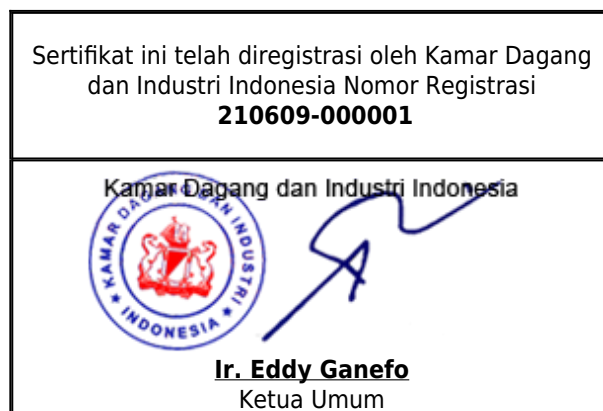 Sertifikat ini telah diregistrasi oleh Kamar Dagang
dan Industri Indonesia Nomor Registrasi
210609-000001
Kamar Dagang dan Industri Indonesia
KAMAR DAGANG DAN INDUSTRI
INDONESIA
Ir. Eddy Ganefo
Ketua Umum